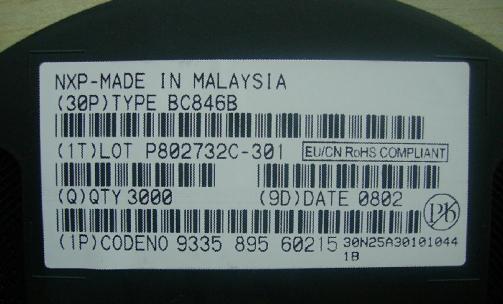 NXP-MADE IN MALAYSIA
(30P)TYPE BC846B
(1T)LOT P802732C-301 EU/CN RoHS COMPLIANT
(Q)QTY 3000 (9D)DATE 0802
Pb
(1P)CODENO 9335 895 60215 30N25A30101044
1B